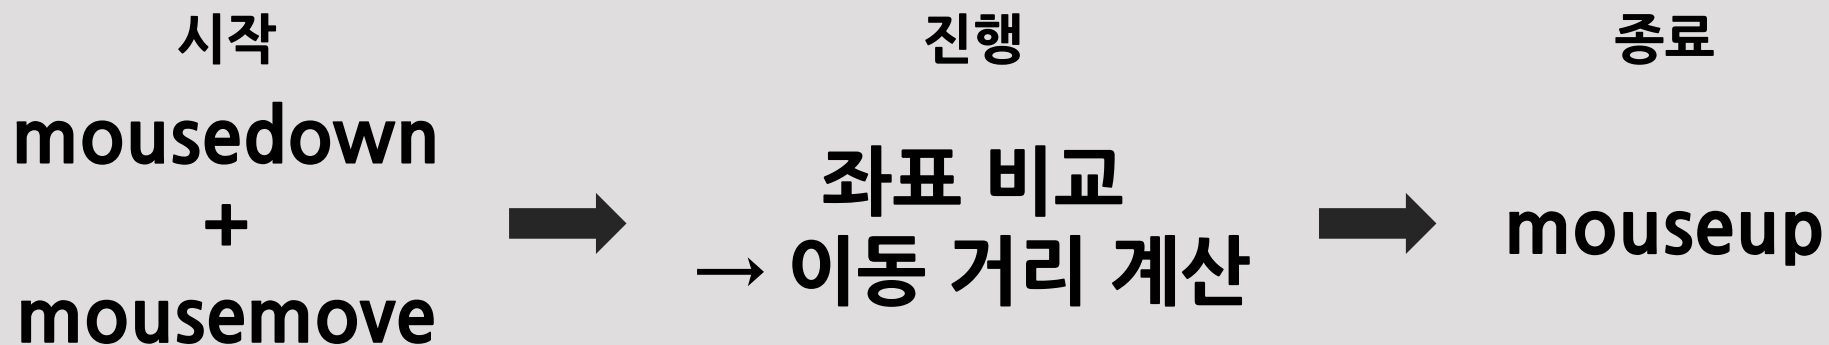 시작
mousedown
+
mousemove
진행
좌표 비교
→ 이동 거리 계산
종료
mouseup